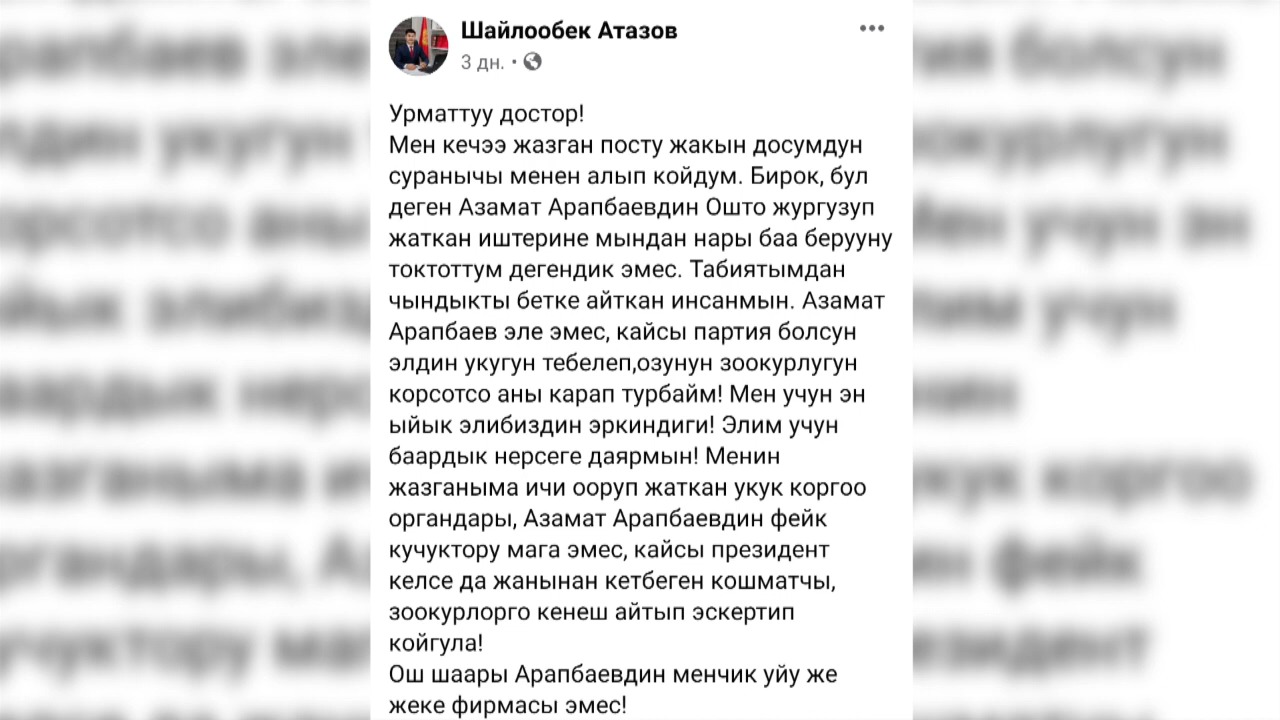 Шайлообек Атазов
3 дн.
Урматтуу достор!
Мен кечээ жазган посту жакын досумдун
суранычы менен алып койдум. Бирок, бул
деген Азамат Арапбаевдин Ошто жургузуп
жаткан иштерине мындан нары баа берууну
токтоттум дегендик эмес. Табиятымдан
чындыкты бетке айткан инсанмын. Азамат
Арапбаев эле эмес, кайсы партия болсун
элдин укугун тебелеп,озунун зоокурлугун
корсотсо аны карап турбайм! Мен учун эн
ыйык элибиздин эркиндиги! Элим учун
баардык нерсеге даярмын! Менин
жазганыма ичи ооруп жаткан укук коргоо
органдары, Азамат Арапбаевдин фейк
кучуктору мага эмес, кайсы президент
келсе да жанынан кетбеген кошматчы,
зоокурлорго кенеш айтып эскертип
койгула!
Ош шаары Арапбаевдин менчик уйу же
жеке фирмасы эмес!